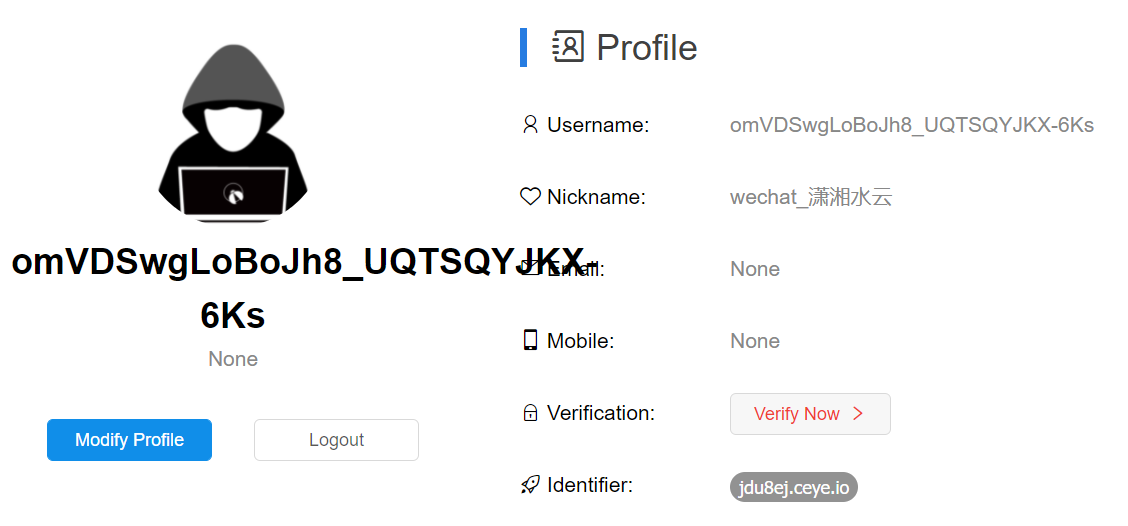 Profile
Username: omVDSwgLoBoJh8_UQTSQYJKX-6Ks
Nickname: wechat_潇湘水云
omVDSwgLoBoJh8_UQTSQYJKX-
6Ks
None
Email: None
Mobile: None
Verification: Verify Now
Modify Profile
Logout
Identifier: jdu8ej.ceye.io